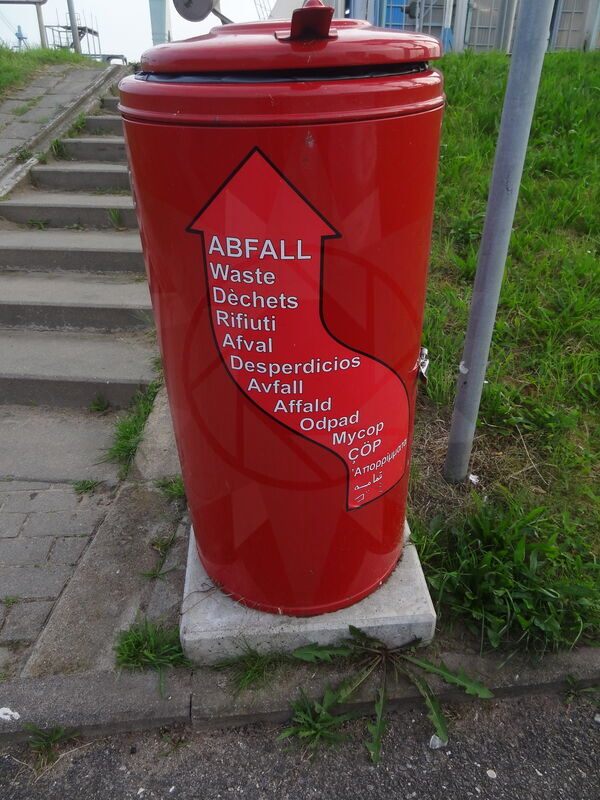 ABFALL
Waste
Dèchets
Rifiuti
Afval
Desperdicios
Avfall
Affald
Odpad
Мусор
ÇÖP
'Απορρίμματα